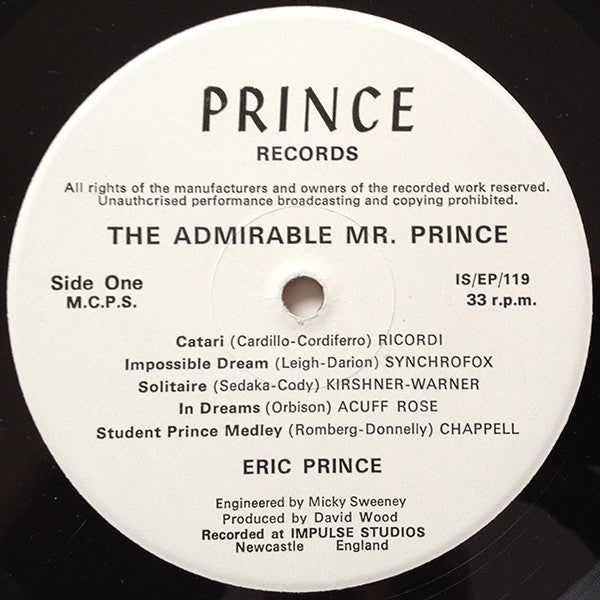 PRINCE
RECORDS
All rights of the manufacturers and owners of the recorded work reserved.
Unauthorised performance broadcasting and copying prohibited.
THE ADMIRABLE MR. PRINCE
Side One
M.C.P.S.
IS/EP/119
33 r.p.m.
Catari (Cardillo-Cordiferro) RICORDI
Impossible Dream (Leigh-Darion) SYNCHROFOX
Solitaire (Sedaka-Cody) KIRSHNER-WARNER
In Dreams (Orbison) ACUFF ROSE
Student Prince Medley (Romberg-Donnelly) CHAPPELL
ERIC PRINCE
Engineered by Micky Sweeney
Produced by David Wood
Recorded at IMPULSE STUDIOS
Newcastle England